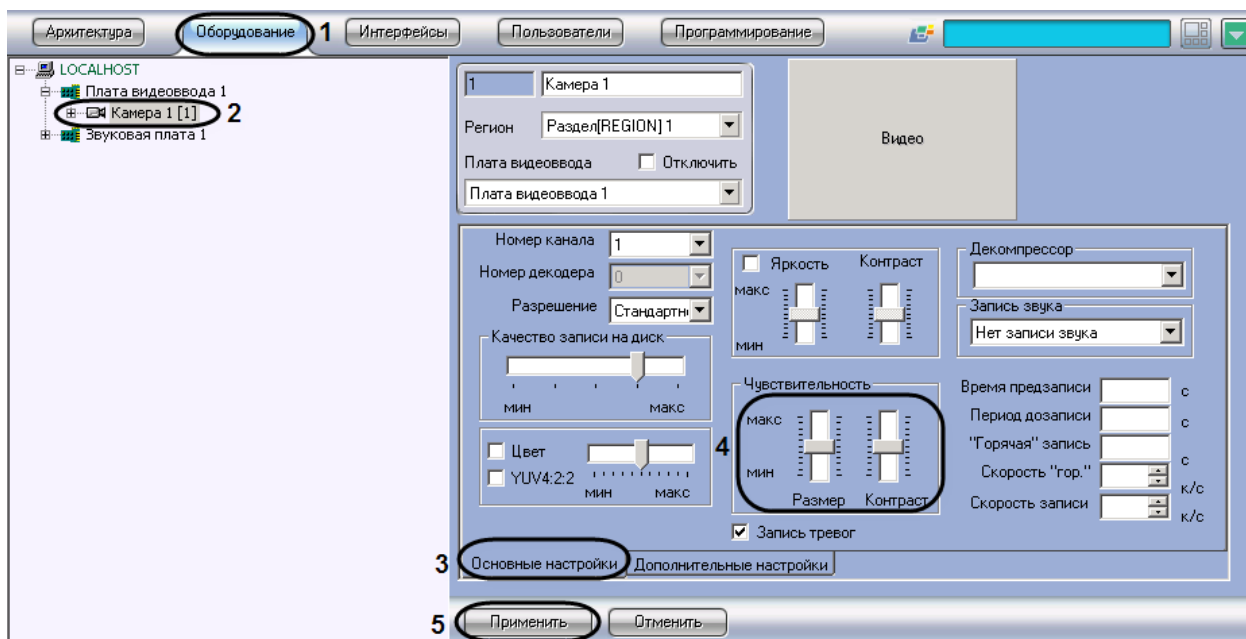 Архитектура Оборудование 1 Интерфейсы Пользователи Программирование
LOCALHOST
Плата видеоввода 1
Камера 1 [1] 2
Звуковая плата 1
1 Камера 1
Регион Раздел[REGION] 1
Плата видеоввода Отключить
Плата видеоввода 1
Видео
Номер канала 1
Номер декодера 0
Разрешение Стандартн
Качество записи на диск
мин макс
Цвет
YUV4:2:2
мин макс
Яркость Контраст
макс
мин
Чувствительность
макс
4
мин
Размер Контраст
Запись тревог
Декомпрессор
Запись звука
Нет записи звука
Время предзаписи с
Период дозаписи с
"Горячая" запись с
Скорость "гор." к/с
Скорость записи к/с
3 Основные настройки Дополнительные настройки
5 Применить Отменить